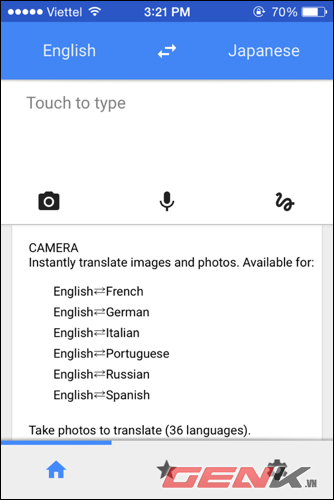 Viettel 3:21 PM 70%
English Japanese
Touch to type
CAMERA
Instantly translate images and photos. Available for:
English⇄French
English⇄German
English⇄Italian
English⇄Portuguese
English⇄Russian
English⇄Spanish
Take photos to translate (36 languages).
GENK.VN